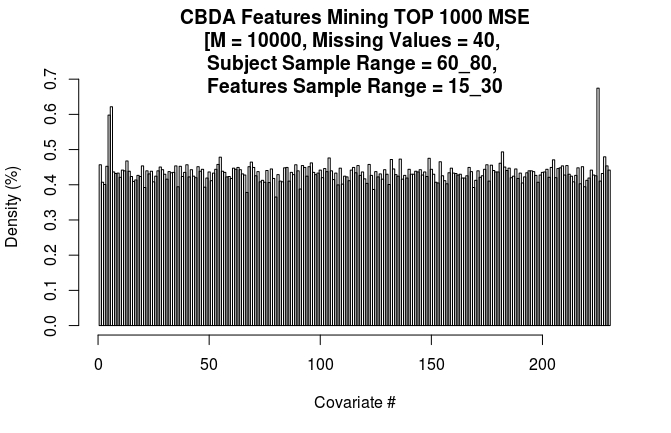 CBDA Features Mining TOP 1000 MSE
[M = 10000, Missing Values = 40,
Subject Sample Range = 60_80,
Features Sample Range = 15_30
Density (%)
0.7
0.6
0.5
0.4
0.3
0.2
0.1
0.0
0 50 100 150 200
Covariate #